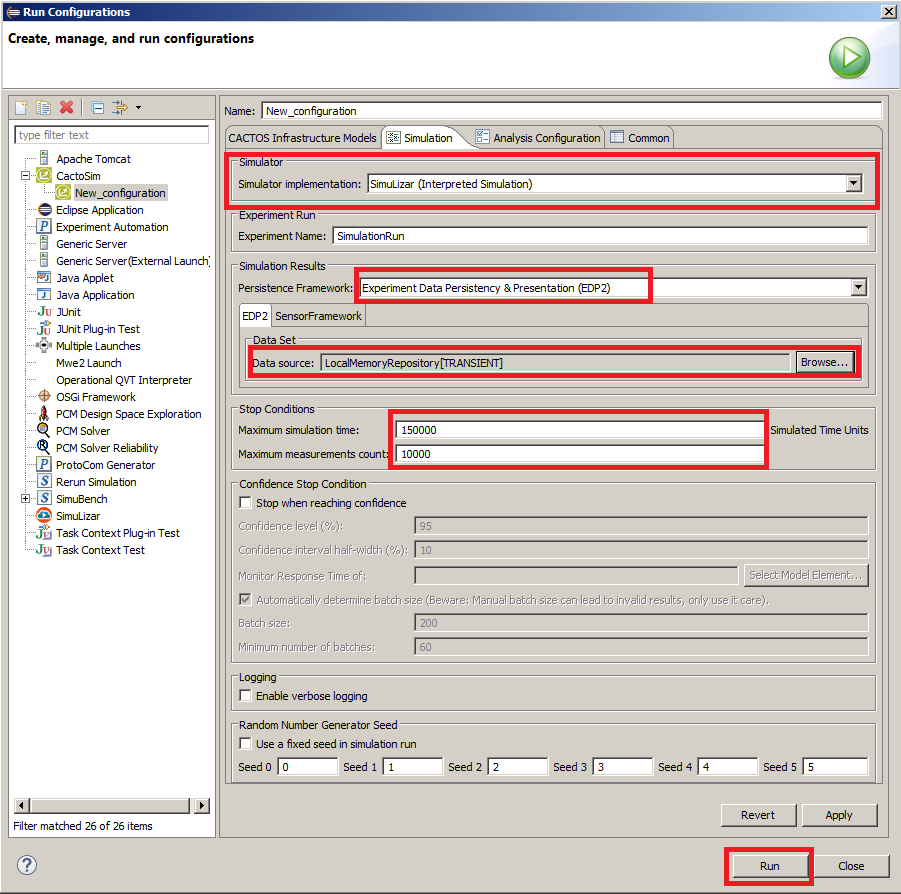 Run Configurations
Create, manage, and run configurations
type filter text
Apache Tomcat
CactoSim
New_configuration
Eclipse Application
Experiment Automation
Generic Server
Generic Server(External Launch)
Java Applet
Java Application
JUnit
JUnit Plug-in Test
Multiple Launches
Mwe2 Launch
Operational QVT Interpreter
OSGi Framework
PCM Design Space Exploration
PCM Solver
PCM Solver Reliability
ProtoCom Generator
Rerun Simulation
SimuBench
SimuLizar
Task Context Plug-in Test
Task Context Test
Filter matched 26 of 26 items
Name: New_configuration
CACTOS Infrastructure Models Simulation Analysis Configuration Common
Simulator
Simulator implementation: SimuLizar (Interpreted Simulation)
Experiment Run
Experiment Name: SimulationRun
Simulation Results
Persistence Framework: Experiment Data Persistency & Presentation (EDP2)
EDP2 SensorFramework
Data Set
Data source: LocalMemoryRepository[TRANSIENT] Browse...
Stop Conditions
Maximum simulation time: 150000 Simulated Time Units
Maximum measurements count: 10000
Confidence Stop Condition
Stop when reaching confidence
Confidence level (%): 95
Confidence interval half-width (%): 10
Monitor Response Time of: Select Model Element...
Automatically determine batch size (Beware: Manual batch size can lead to invalid results, only use it care).
Batch size: 200
Minimum number of batches: 60
Logging
Enable verbose logging
Random Number Generator Seed
Use a fixed seed in simulation run
Seed 0 0 Seed 1 1 Seed 2 2 Seed 3 3 Seed 4 4 Seed 5 5
Revert Apply
Run Close